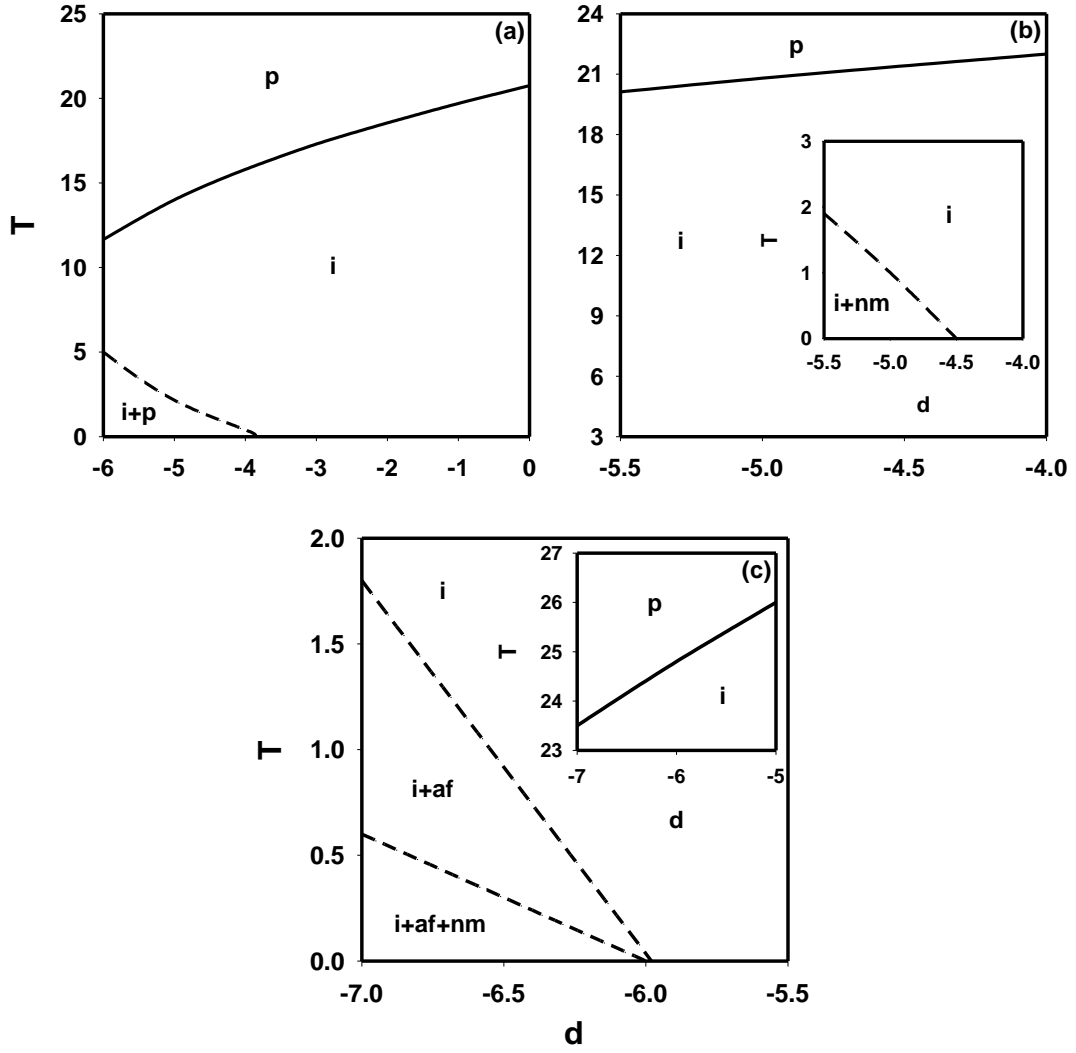 25
(a)
p
20
15
T
i
10
5
i+p
0
-6 -5 -4 -3 -2 -1 0
24
(b)
p
21
18
3
15
i
2
i
T
12
1
9
i+nm
0
-5.5 -5.0 -4.5 -4.0
6
d
3
-5.5 -5.0 -4.5 -4.0
2.0
27
(c)
i
p
26
1.5
T
25
i
24
1.0
T
23
-7 -6 -5
i+af
d
0.5
i+af+nm
0.0
-7.0 -6.5 -6.0 -5.5
d